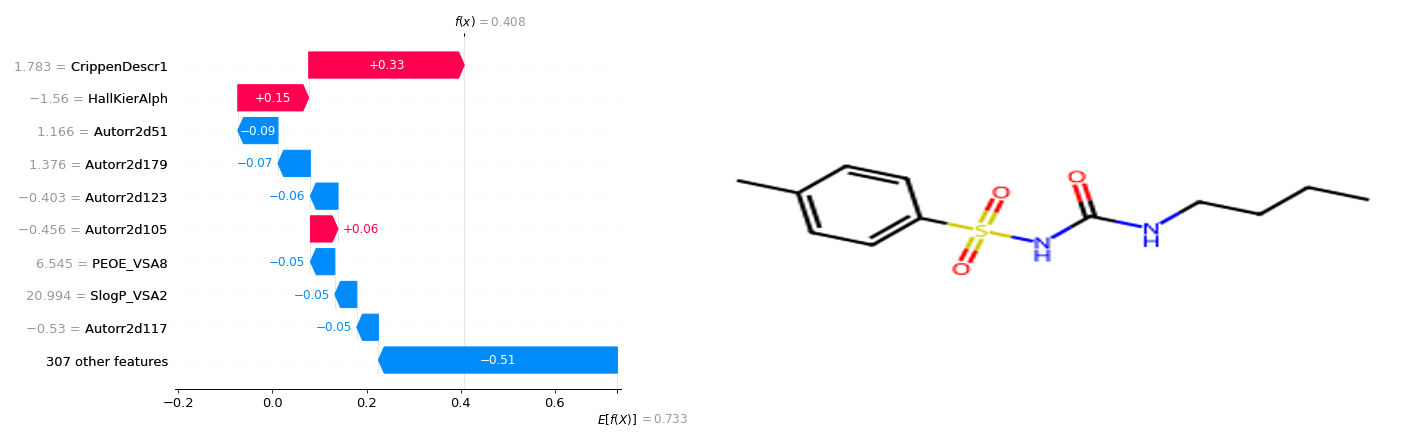 f(x) = 0.408
1.783 = CrippenDescr1
+0.33
−1.56 = HallKierAlph
+0.15
1.166 = Autorr2d51
−0.09
1.376 = Autorr2d179
−0.07
−0.403 = Autorr2d123
−0.06
−0.456 = Autorr2d105
+0.06
6.545 = PEOE_VSA8
−0.05
20.994 = SlogP_VSA2
−0.05
−0.53 = Autorr2d117
−0.05
307 other features
−0.51
−0.2 0.0 0.2 0.4 0.6
E[f(X)] = 0.733
O
O
S
O
N
H
N
H